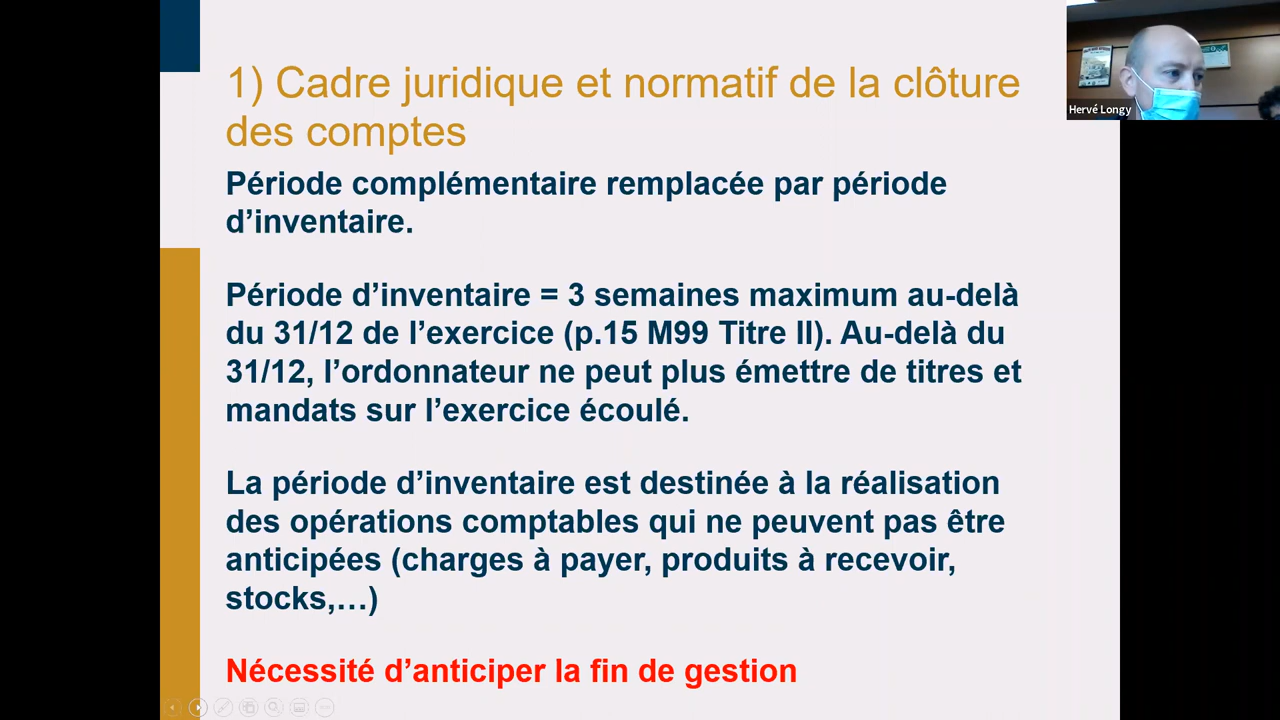 1) Cadre juridique et normatif de la clôture
des comptes
Période complémentaire remplacée par période
d’inventaire.
Période d’inventaire = 3 semaines maximum au-delà
du 31/12 de l’exercice (p.15 M99 Titre II). Au-delà du
31/12, l’ordonnateur ne peut plus émettre de titres et
mandats sur l’exercice écoulé.
La période d’inventaire est destinée à la réalisation
des opérations comptables qui ne peuvent pas être
anticipées (charges à payer, produits à recevoir,
stocks,…)
Nécessité d’anticiper la fin de gestion
Hervé Longy